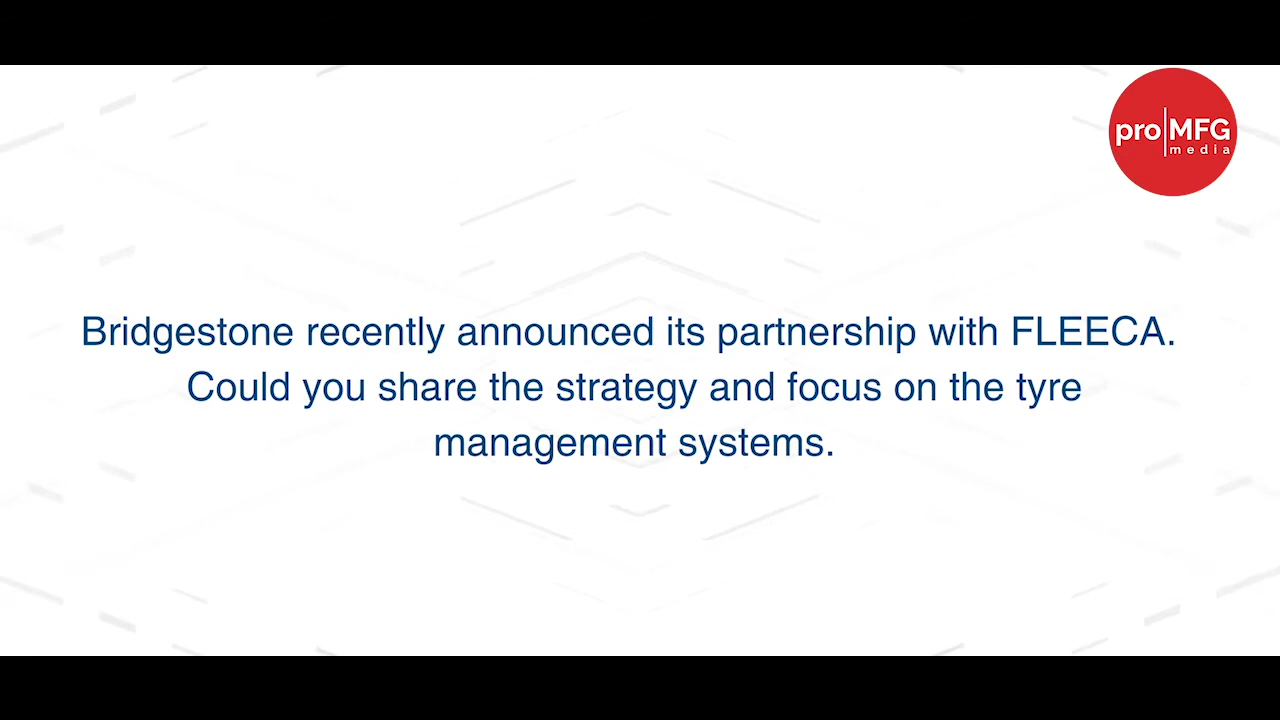 pro MFG
media
Bridgestone recently announced its partnership with FLEECA.
Could you share the strategy and focus on the tyre
management systems.